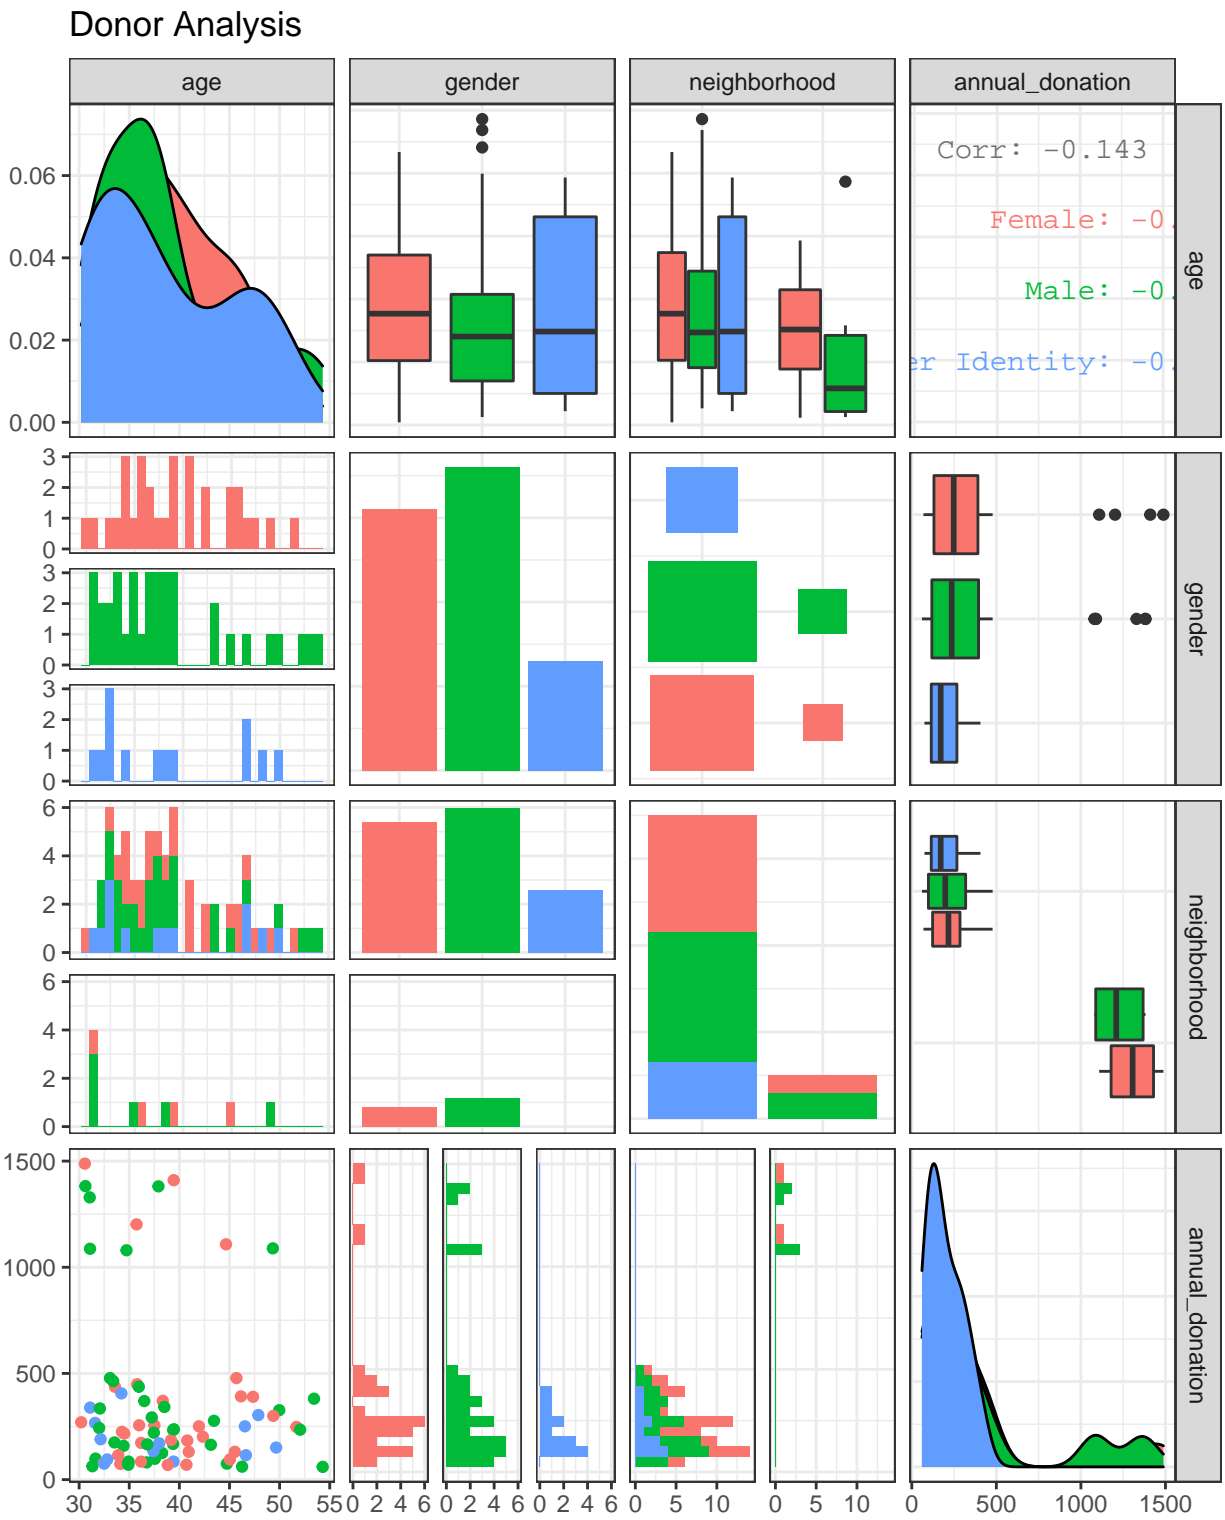 Donor Analysis
age gender neighborhood annual_donation
0.06
0.04
0.02
0.00
Corr: -0.143
Female: -0.
Male: -0.
er Identity: -0.
age
3
2
1
0
3
2
1
0
3
2
1
0
gender
6
4
2
0
6
4
2
0
neighborhood
1500
1000
500
0
annual_donation
30 35 40 45 50 55 0 2 4 6 0 2 4 6 0 2 4 6 0 5 10 0 5 10 0 500 1000 1500